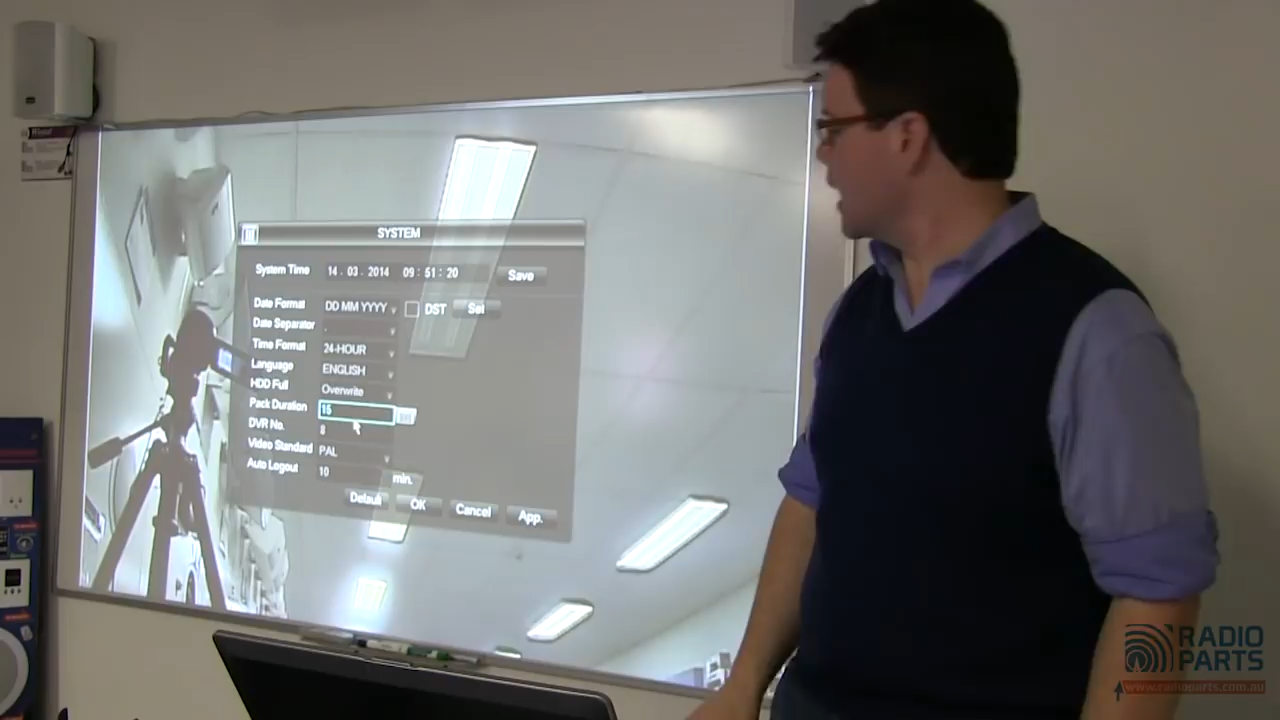 SYSTEM
System Time 14 . 03 . 2014 09 : 51 : 20 Save
Date Format DD MM YYYY DST Set
Date Separator .
Time Format 24-HOUR
Language ENGLISH
HDD Full Overwrite
Pack Duration 15
DVR No. 8
Video Standard PAL
Auto Logout 10 min.
Default OK Cancel App.
RADIO
PARTS
www.radioparts.com.au